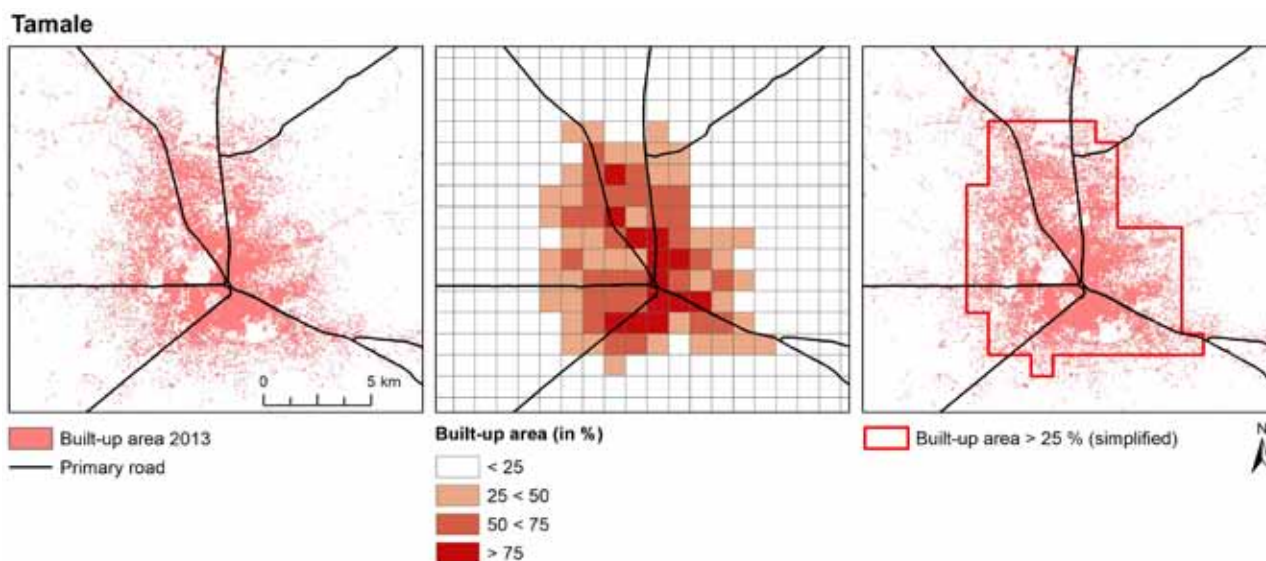 Tamale
0 5 km
Built-up area 2013
Primary road
Built-up area (in %)
< 25
25 < 50
50 < 75
> 75
Built-up area > 25 % (simplified)
N